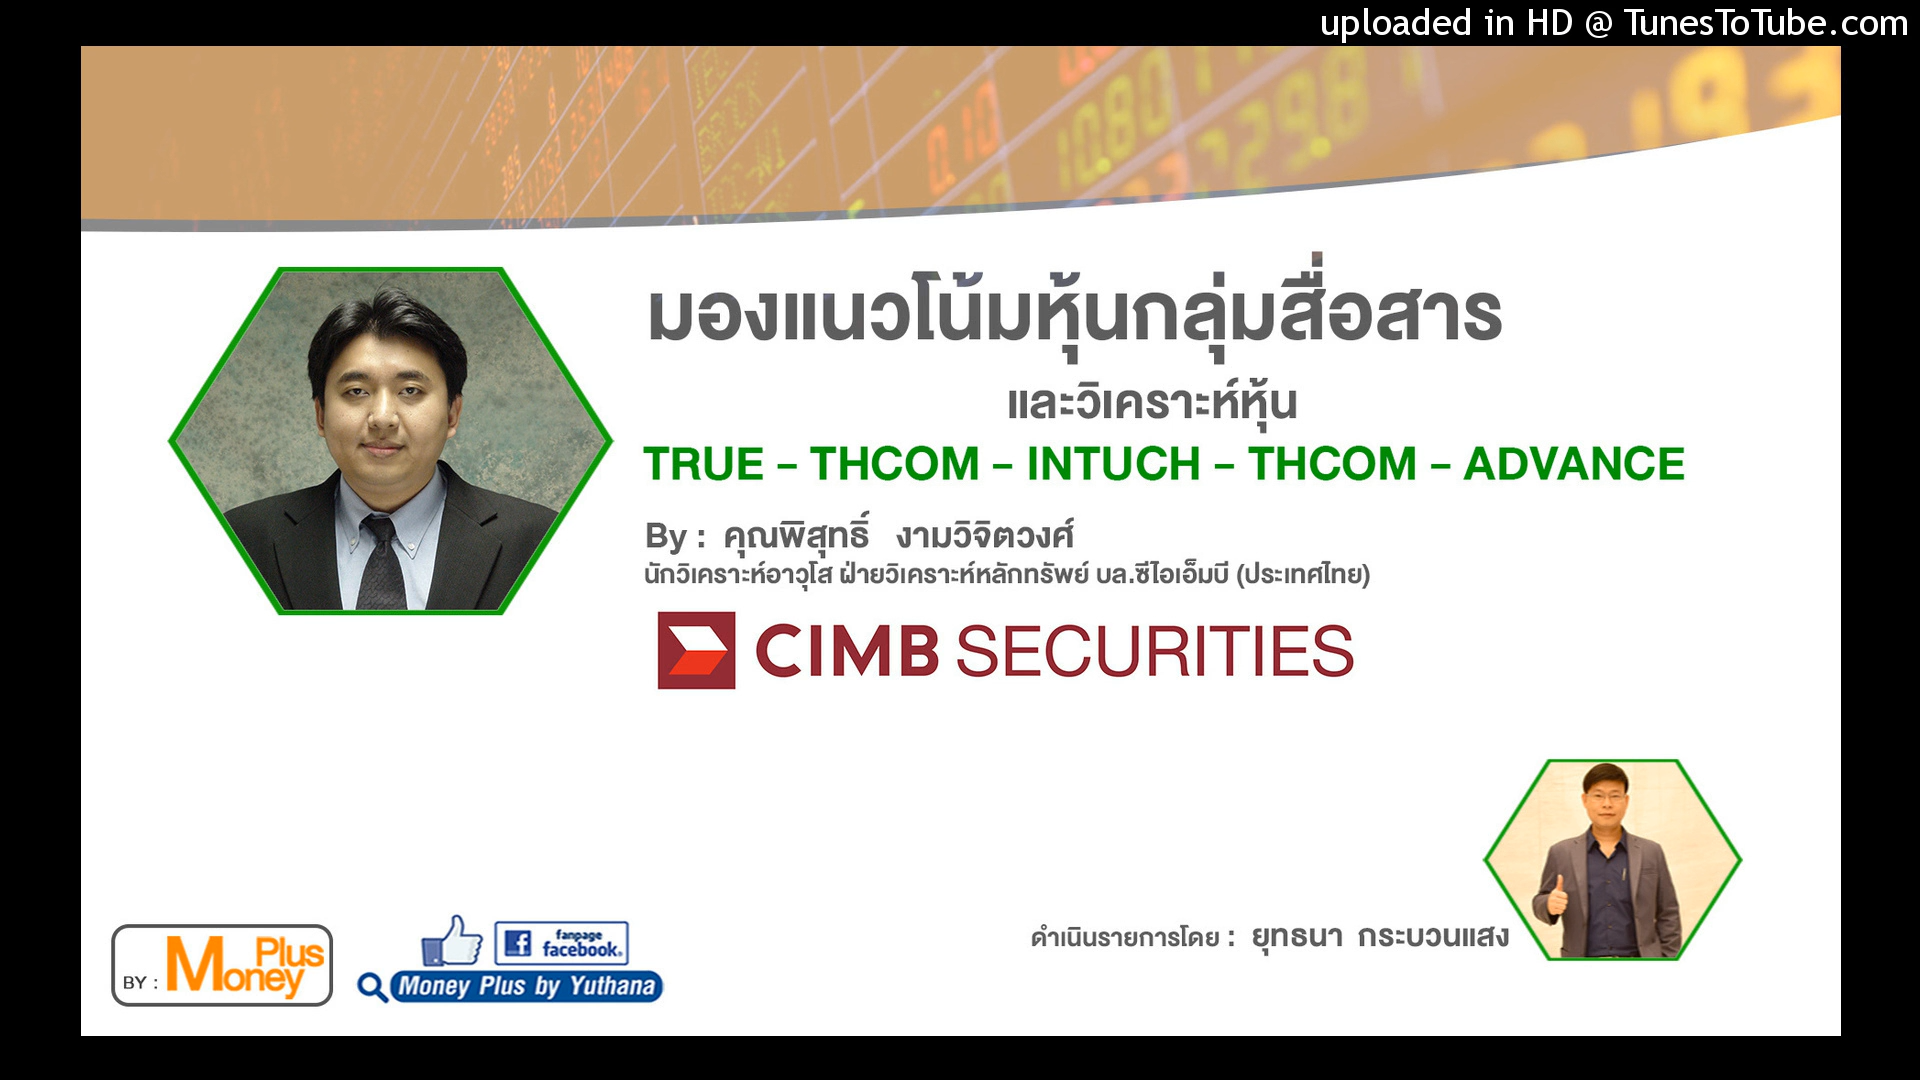 uploaded in HD @ TunesToTube.com
0.10
1080
729.8
193
มองแนวโน้มหุ้นกลุ่มสื่อสาร
และวิเคราะห์หุ้น
TRUE – THCOM – INTUCH – THCOM – ADVANCE
By : คุณพิสุทธิ์ งามวิจิตวงศ์
นักวิเคราะห์อาวุโส ฝ่ายวิเคราะห์หลักทรัพย์ บล.ซีไอเอ็มบี (ประเทศไทย)
CIMB SECURITIES
ดำเนินรายการโดย : ยุทธนา กระบวนแสง
BY : Money Plus
fanpage
facebook.
Money Plus by Yuthana